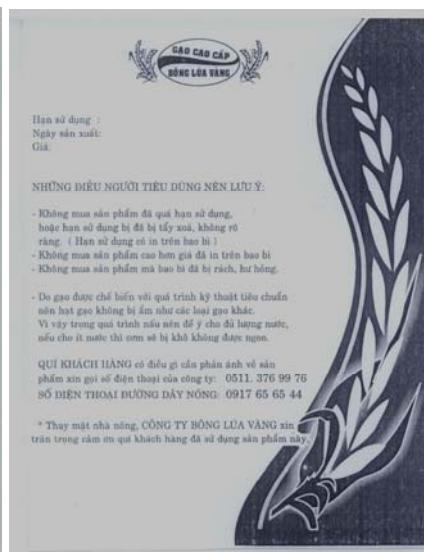 GẠO CAO CẤP
BÔNG LÚA VÀNG
Hạn sử dụng :
Ngày sản xuất:
Giá:
NHỮNG ĐIỀU NGƯỜI TIÊU DÙNG NÊN LƯU Ý:
- Không mua sản phẩm đã quá hạn sử dụng,
hoặc hạn sử dụng bị đã bị tẩy xoá, không rõ
ràng. ( Hạn sử dụng có in trên bao bì )
- Không mua sản phẩm cao hơn giá đã in trên bao bì
- Không mua sản phẩm mà bao bì đã bị rách, hư hỏng.
- Do gạo được chế biến với quá trình kỹ thuật tiêu chuẩn
nên hạt gạo không bị ẩm như các loại gạo khác.
Vì vậy trong quá trình nấu nên để ý cho đủ lượng nước,
nếu cho ít nước thì cơm sẽ bị khô không được ngon.
QUÍ KHÁCH HÀNG có điều gì cần phản ánh về sản
phẩm xin gọi số điện thoại của công ty: 0511. 376 99 76
SỐ ĐIỆN THOẠI ĐƯỜNG DÂY NÓNG: 0917 65 65 44
* Thay mặt nhà nông, CÔNG TY BÔNG LÚA VÀNG xin
trân trọng cảm ơn quí khách hàng đã sử dụng sản phẩm này.